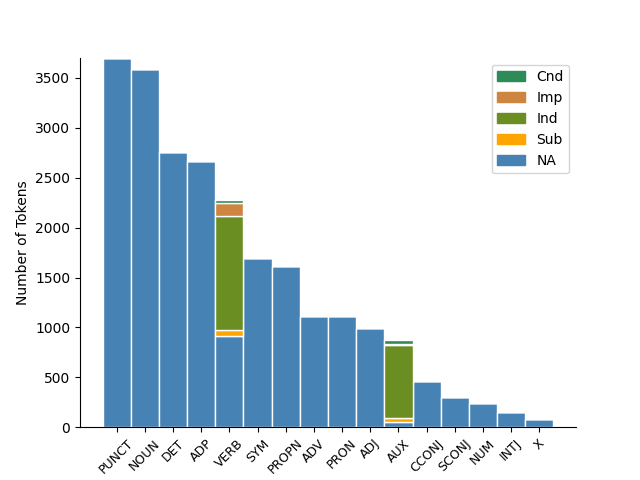 Number of Tokens
3500
3000
2500
2000
1500
1000
500
0
Cnd
Imp
Ind
Sub
NA
PUNCT
NOUN
DET
ADP
VERB
SYM
PROPN
ADV
PRON
ADJ
AUX
CCONJ
SCONJ
NUM
INTJ
X